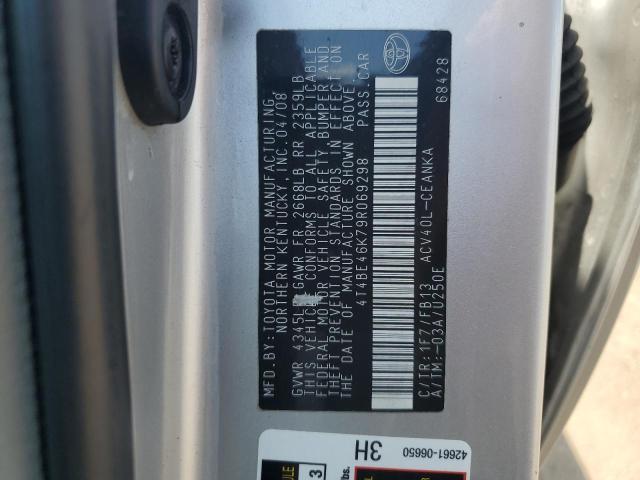 MFD. BY: TOYOTA MOTOR MANUFACTURING,
NORTHERN KENTUCKY, INC. 04/08
GVWR 4345LB GAWR FR 2668LB RR 2359LB
THIS VEHICLE CONFORMS TO ALL APPLICABLE
FEDERAL MOTOR VEHICLE SAFETY, BUMPER, AND
THEFT PREVENTION STANDARDS IN EFFECT ON
THE DATE OF MANUFACTURE SHOWN ABOVE.
4T4BE46K79R069298 PASS.CAR
C/TR:1F7/FB13 ACV40L-CEANKA
A/TM:-03A/U250E 68428
42661-06650
3H
lbs.
3